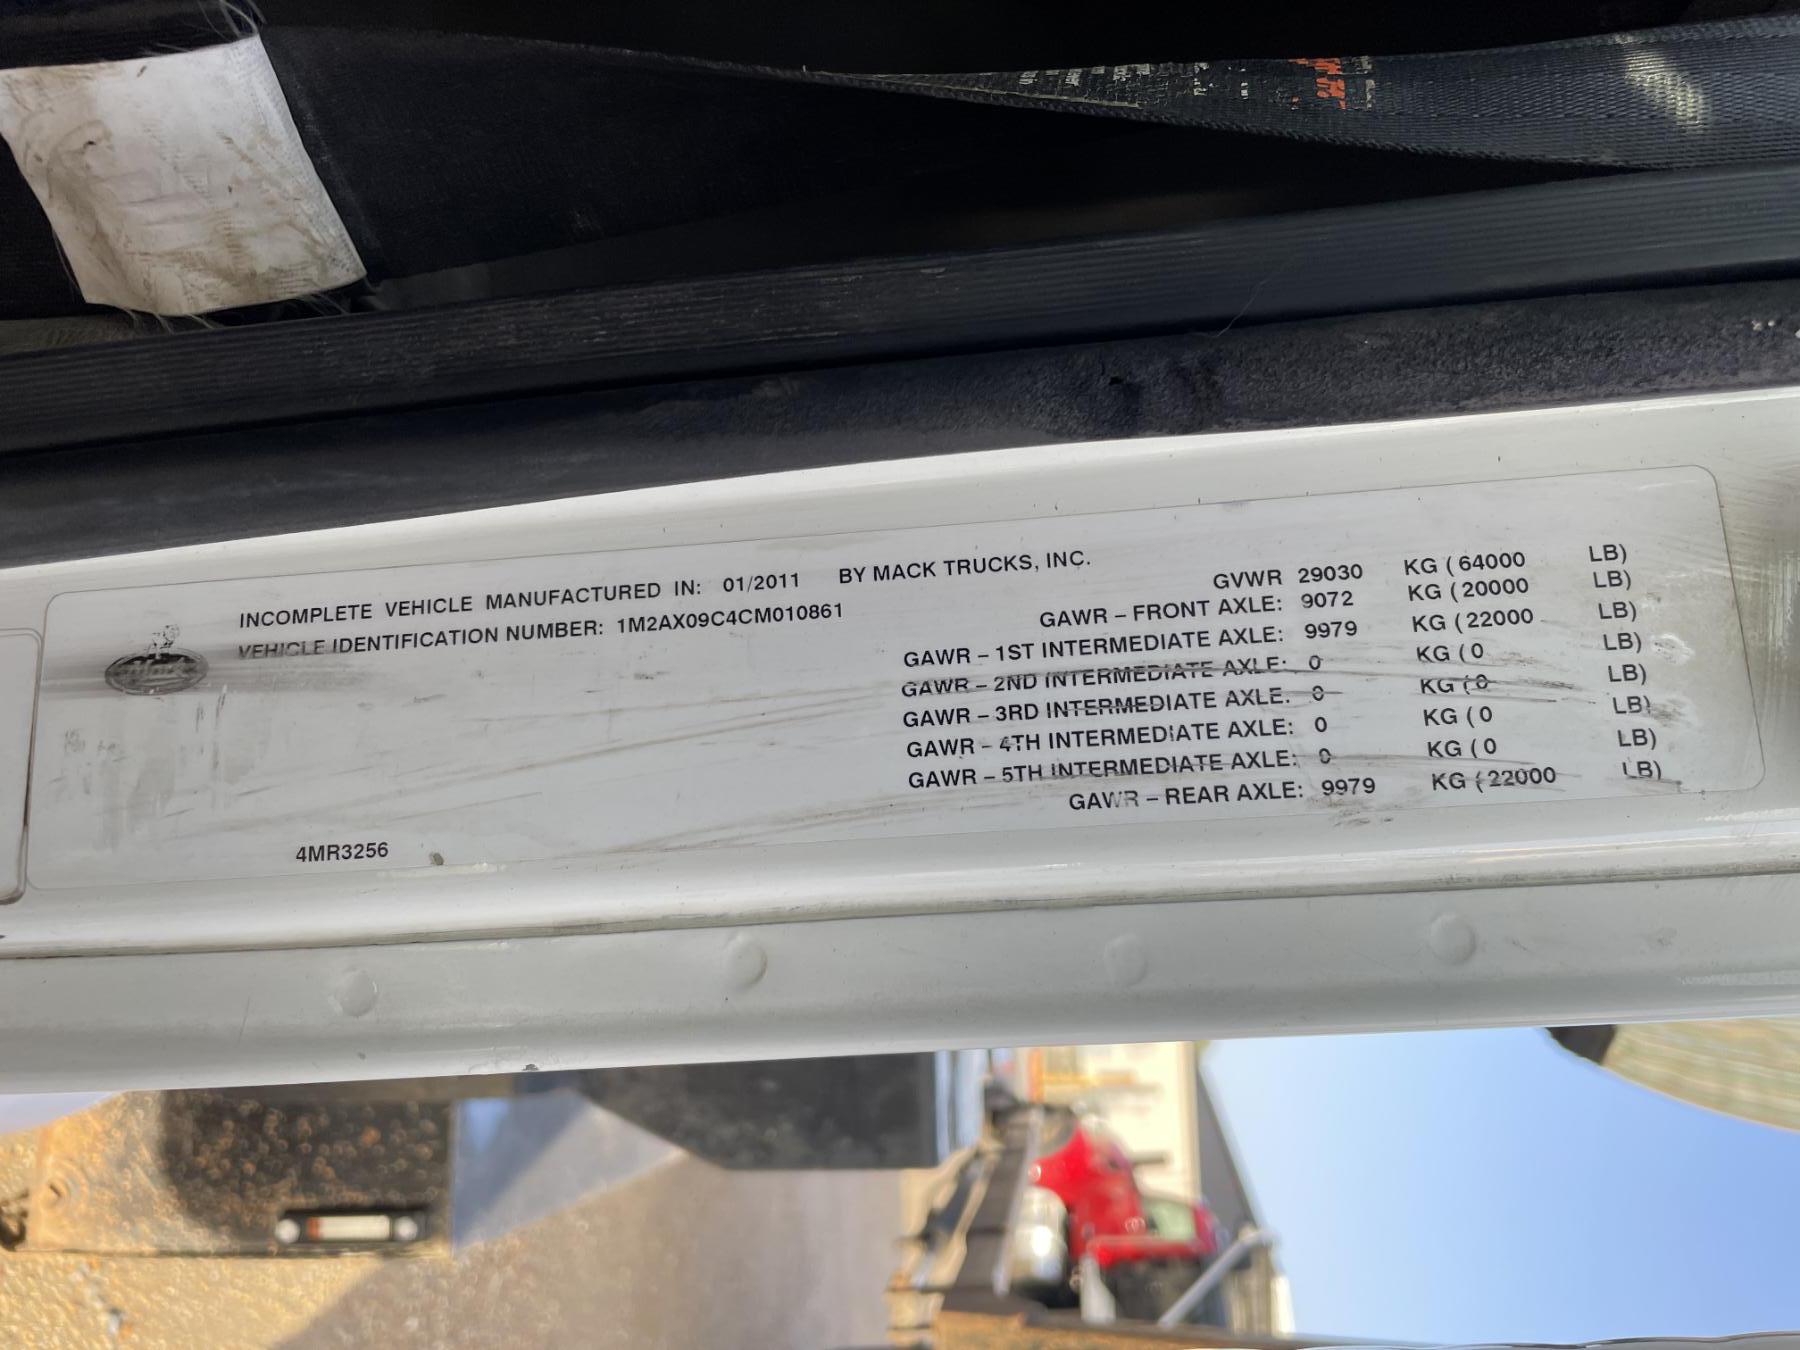 INCOMPLETE VEHICLE MANUFACTURED IN: 01/2011 BY MACK TRUCKS, INC.
VEHICLE IDENTIFICATION NUMBER: 1M2AX09C4CM010861
GVWR 29030 KG ( 64000 LB)
GAWR – FRONT AXLE: 9072 KG ( 20000 LB)
GAWR – 1ST INTERMEDIATE AXLE: 9979 KG ( 22000 LB)
GAWR – 2ND INTERMEDIATE AXLE: 0 KG ( 0 LB)
GAWR – 3RD INTERMEDIATE AXLE: 0 KG ( 0 LB)
GAWR – 4TH INTERMEDIATE AXLE: 0 KG ( 0 LB)
GAWR – 5TH INTERMEDIATE AXLE: 0 KG ( 0 LB)
GAWR – REAR AXLE: 9979 KG ( 22000 LB)
4MR3256